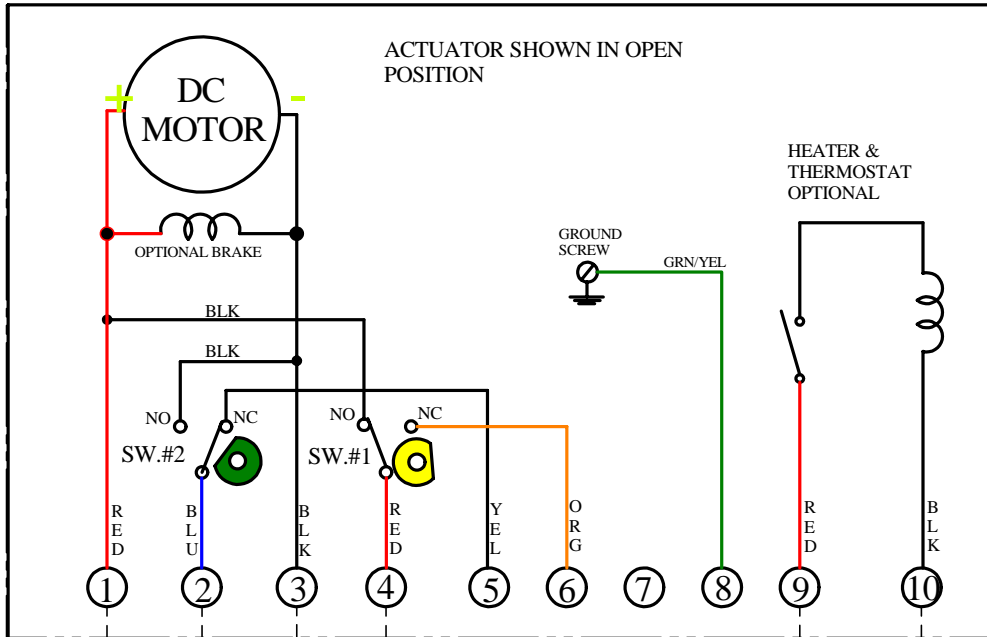 ACTUATOR SHOWN IN OPEN
POSITION
+
-
DC
MOTOR
OPTIONAL BRAKE
HEATER &
THERMOSTAT
OPTIONAL
GROUND
SCREW
GRN/YEL
BLK
BLK
NO
NC
SW.#2
NO
NC
SW.#1
RED
BLU
BLK
RED
YEL
ORG
RED
BLK
1
2
3
4
5
6
7
8
9
10